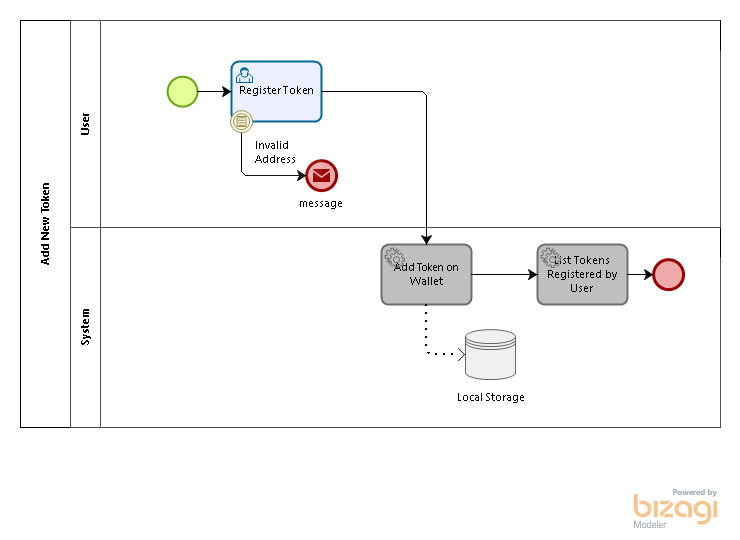 Add New Token
User
Register Token
Invalid
Address
message
System
Add Token on
Wallet
List Tokens
Registered by
User
Local Storage
Powered by
bizagi
Modeler